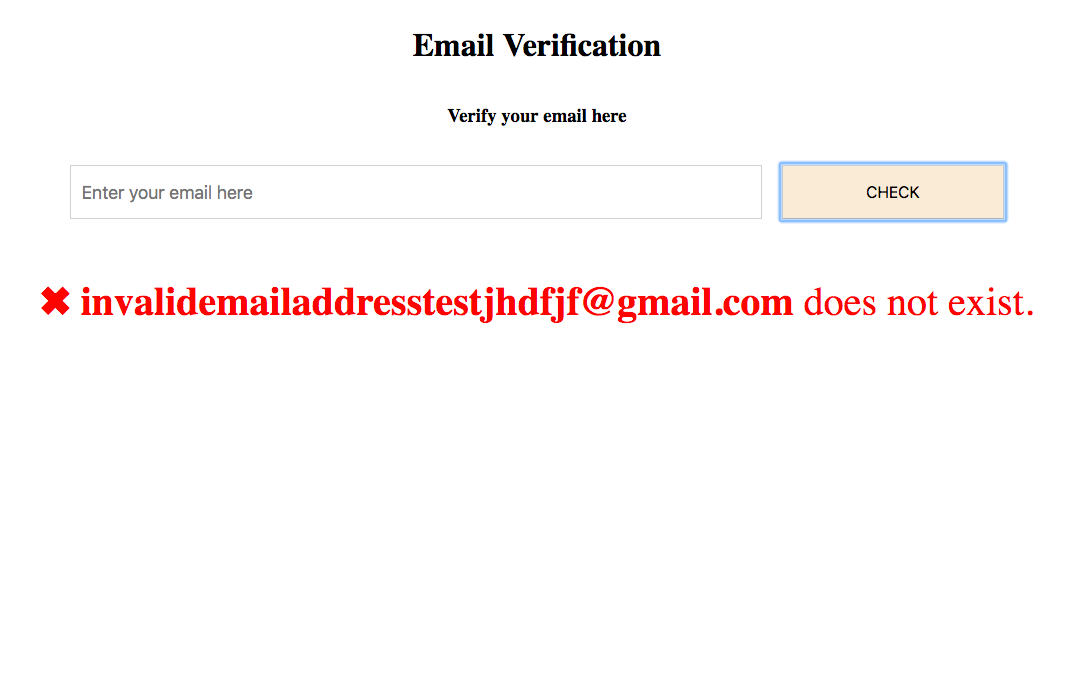 Email Verification
Verify your email here
Enter your email here
CHECK
✖ invalidemailaddresstestjhdfjf@gmail.com does not exist.